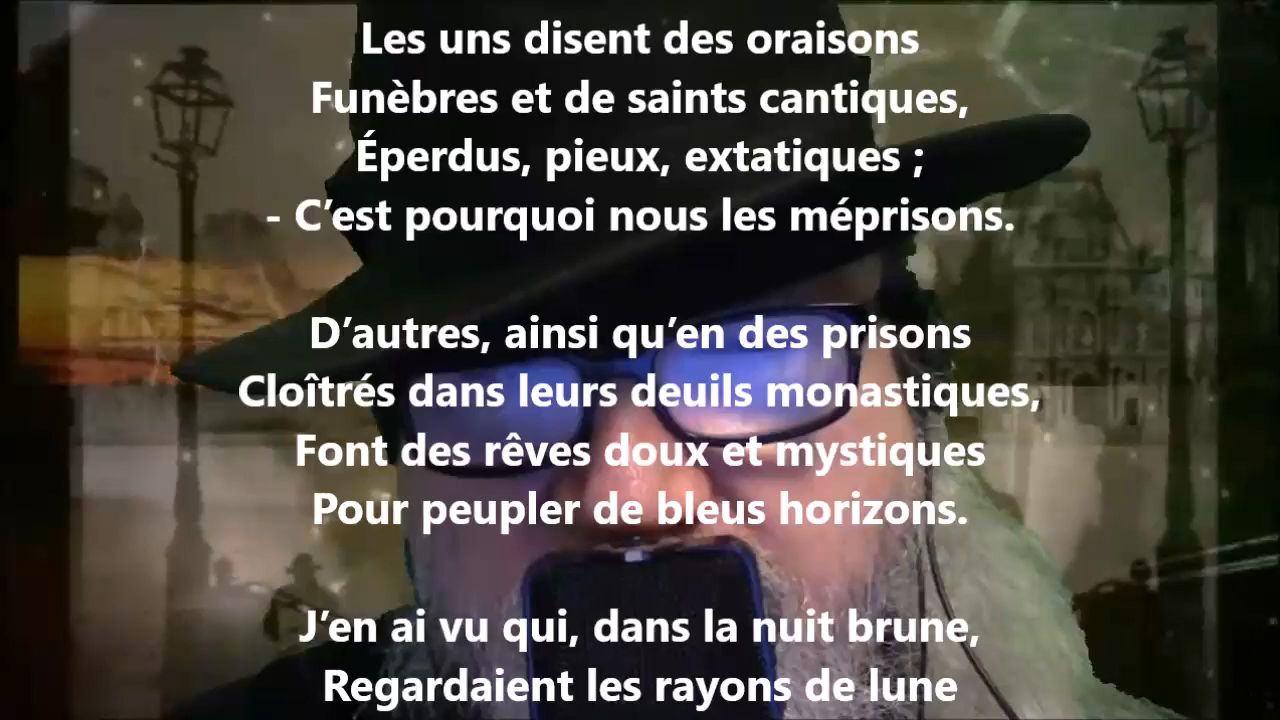 Les uns disent des oraisons
Funèbres et de saints cantiques,
Éperdus, pieux, extatiques ;
- C’est pourquoi nous les méprisons.
D’autres, ainsi qu’en des prisons
Cloîtrés dans leurs deuils monastiques,
Font des rêves doux et mystiques
Pour peupler de bleus horizons.
J’en ai vu qui, dans la nuit brune,
Regardaient les rayons de lune